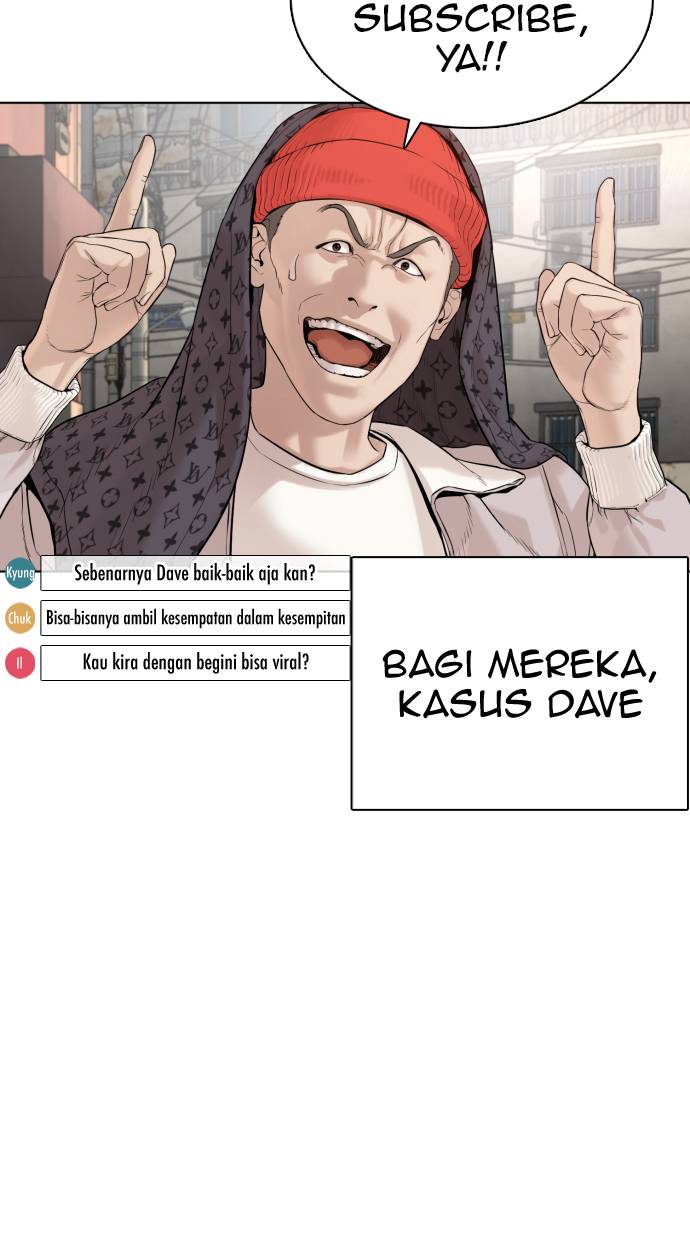 SUBSCRIBE,
YA!!
Kyung
Sebenarnya Dave baik-baik aja kan?
Chuk
Bisa-bisanya ambil kesempatan dalam kesempitan
Il
Kau kira dengan begini bisa viral?
BAGI MEREKA,
KASUS DAVE